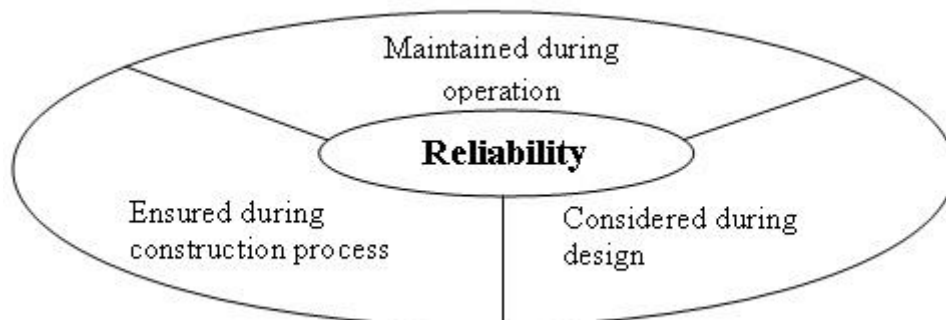 Maintained during
operation
Reliability
Ensured during
construction process
Considered during
design